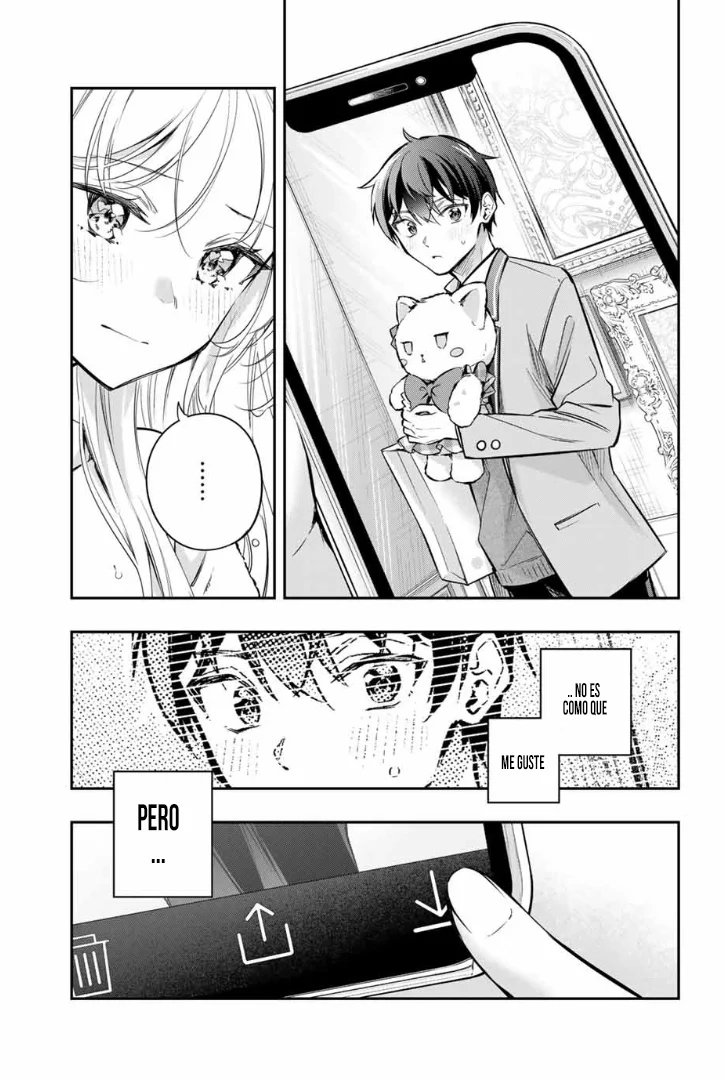 ......
.. NO ES
COMO QUE
ME GUSTE
PERO
...